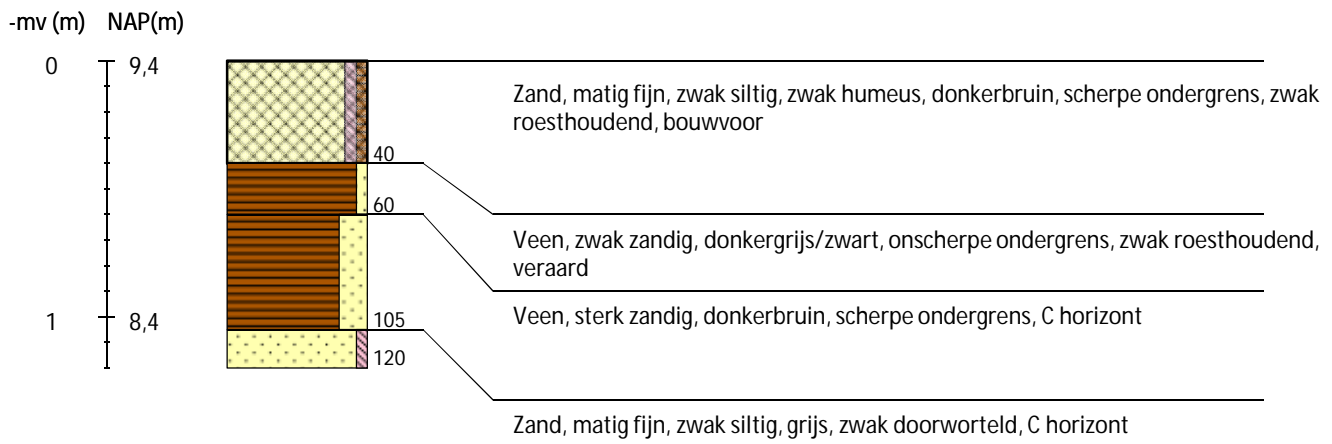 -mv (m) NAP(m)
0 9,4
Zand, matig fijn, zwak siltig, zwak humeus, donkerbruin, scherpe ondergrens, zwak
roesthoudend, bouwvoor
40
60
Veen, zwak zandig, donkergrijs/zwart, onscherpe ondergrens, zwak roesthoudend,
veraard
1 8,4
105
Veen, sterk zandig, donkerbruin, scherpe ondergrens, C horizont
120
Zand, matig fijn, zwak siltig, grijs, zwak doorworteld, C horizont